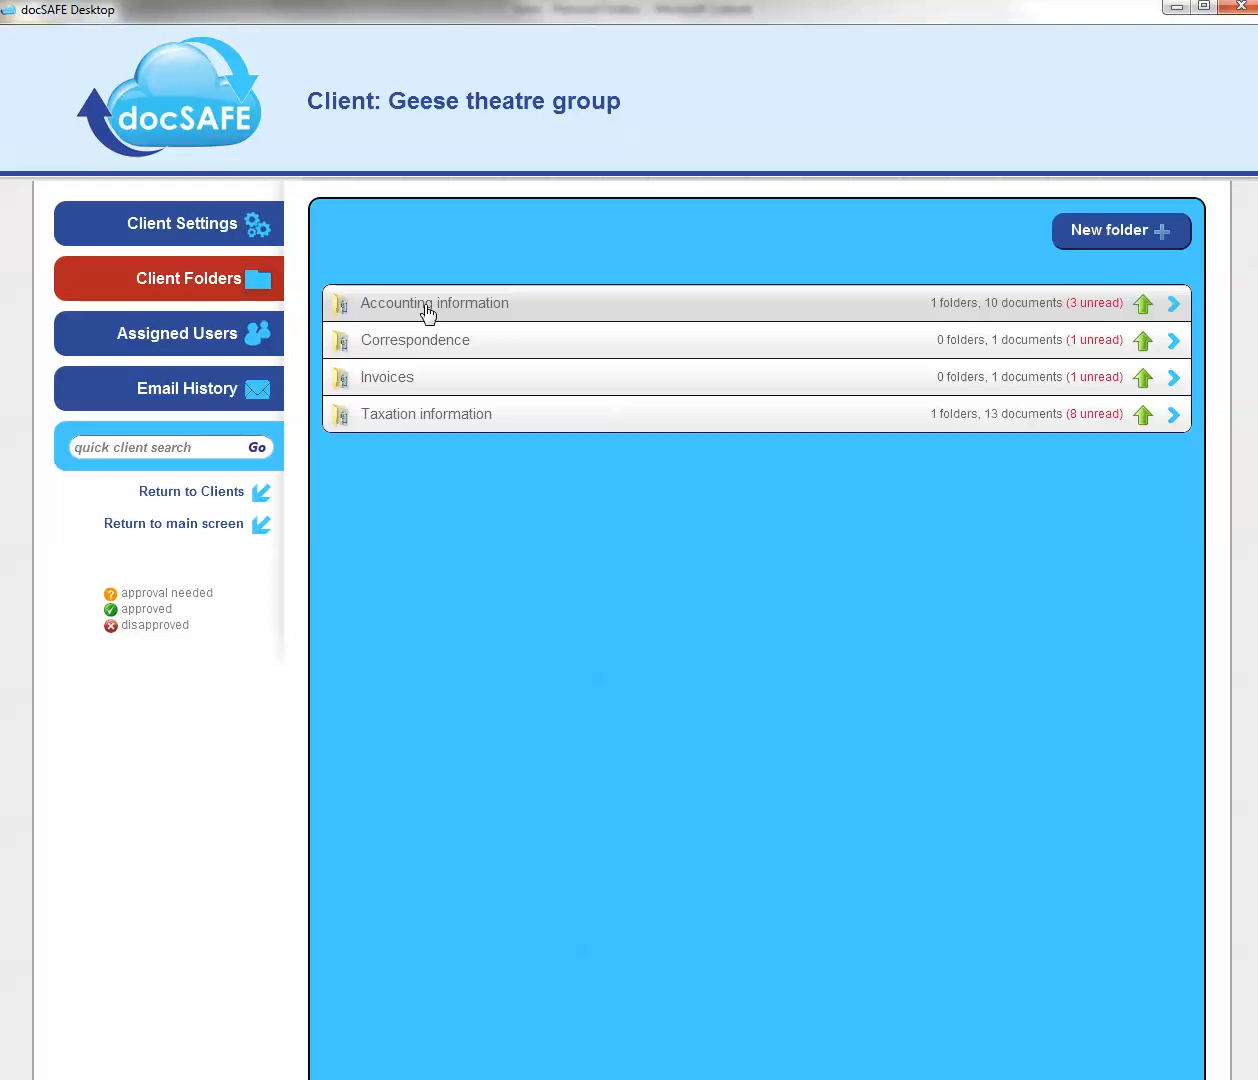 docSAFE Desktop
docSAFE
Client: Geese theatre group
Client Settings
Client Folders
Assigned Users
Email History
quick client search Go
Return to Clients
Return to main screen
approval needed
approved
disapproved
New folder
Accounting information 1 folders, 10 documents (3 unread)
Correspondence 0 folders, 1 documents (1 unread)
Invoices 0 folders, 1 documents (1 unread)
Taxation information 1 folders, 13 documents (8 unread)